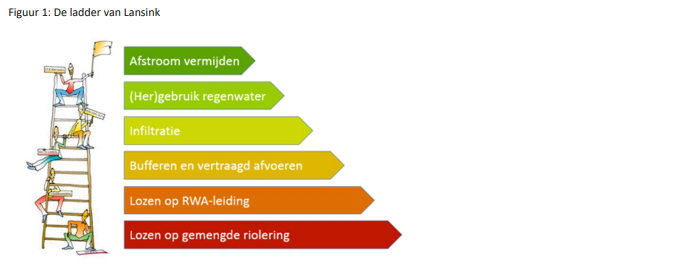 Figuur 1: De ladder van Lansink
Afstroom vermijden
(Her)gebruik regenwater
Infiltratie
Bufferen en vertraagd afvoeren
Lozen op RWA-leiding
Lozen op gemengde riolering